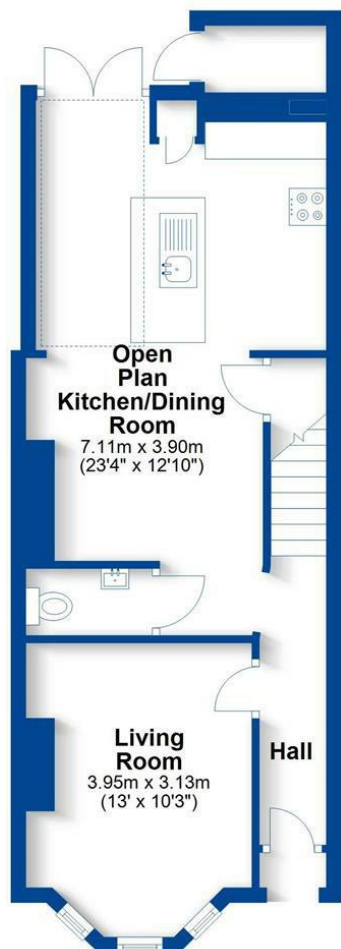 Open
Plan
Kitchen/Dining
Room
7.11m x 3.90m
(23'4" x 12'10")
Living
Room
3.95m x 3.13m
(13' x 10'3")
Hall